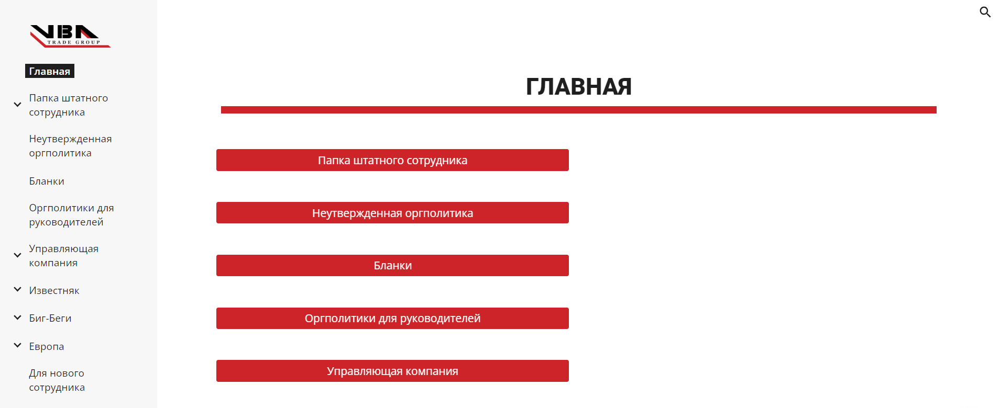 VBA
TRADE GROUP
Главная
Папка штатного
сотрудника
Неутвержденная
оргполитика
Бланки
Оргполитики для
руководителей
Управляющая
компания
Известняк
Биг-Беги
Европа
Для нового
сотрудника
ГЛАВНАЯ
Папка штатного сотрудника
Неутвержденная оргполитика
Бланки
Оргполитики для руководителей
Управляющая компания